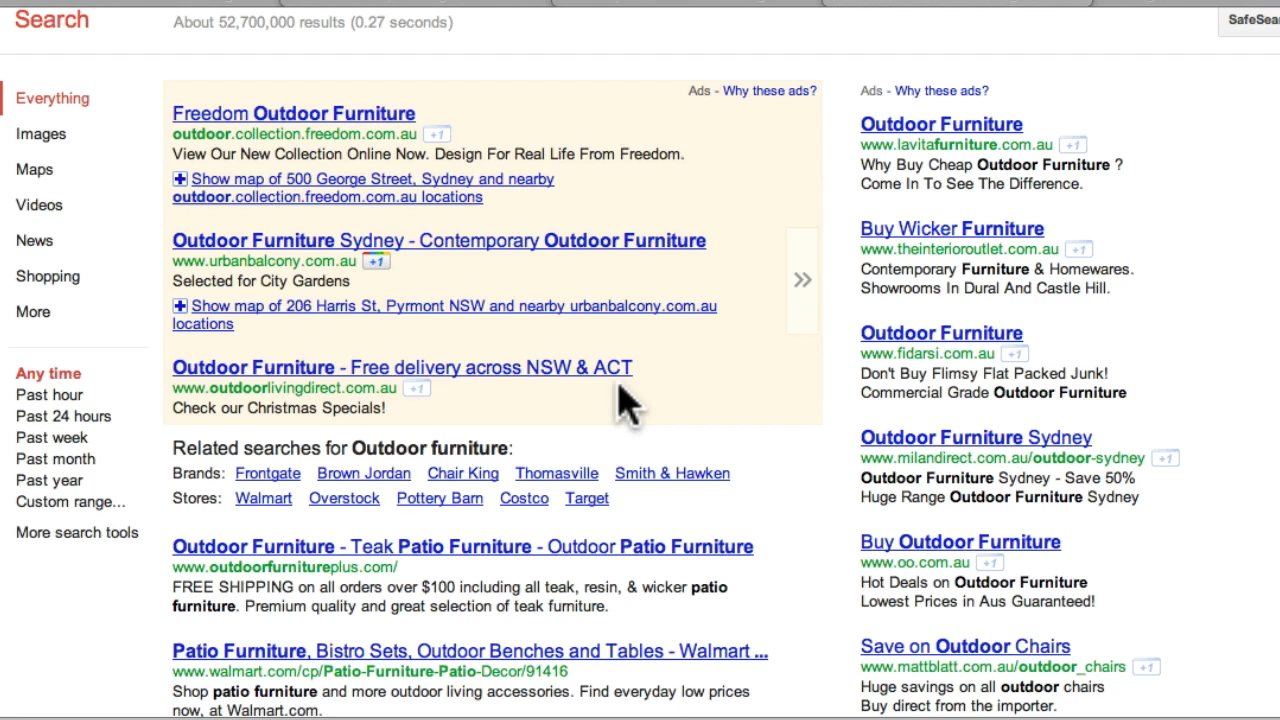 Search
About 52,700,000 results (0.27 seconds)
SafeSear
Everything
Images
Maps
Videos
News
Shopping
More
Any time
Past hour
Past 24 hours
Past week
Past month
Past year
Custom range...
More search tools
Ads - Why these ads?
Freedom Outdoor Furniture
outdoor.collection.freedom.com.au +1
View Our New Collection Online Now. Design For Real Life From Freedom.
Show map of 500 George Street, Sydney and nearby
outdoor.collection.freedom.com.au locations
Outdoor Furniture Sydney - Contemporary Outdoor Furniture
www.urbanbalcony.com.au +1
Selected for City Gardens
Show map of 206 Harris St, Pyrmont NSW and nearby urbanbalcony.com.au
locations
Outdoor Furniture - Free delivery across NSW & ACT
www.outdoorlivingdirect.com.au +1
Check our Christmas Specials!
Related searches for Outdoor furniture:
Brands: Frontgate Brown Jordan Chair King Thomasville Smith & Hawken
Stores: Walmart Overstock Pottery Barn Costco Target
Outdoor Furniture - Teak Patio Furniture - Outdoor Patio Furniture
www.outdoorfurnitureplus.com/
FREE SHIPPING on all orders over $100 including all teak, resin, & wicker patio
furniture. Premium quality and great selection of teak furniture.
Patio Furniture, Bistro Sets, Outdoor Benches and Tables - Walmart ...
www.walmart.com/cp/Patio-Furniture-Patio-Decor/91416
Shop patio furniture and more outdoor living accessories. Find everyday low prices
now, at Walmart.com.
Ads - Why these ads?
Outdoor Furniture
www.lavitafurniture.com.au +1
Why Buy Cheap Outdoor Furniture ?
Come In To See The Difference.
Buy Wicker Furniture
www.theinterioroutlet.com.au +1
Contemporary Furniture & Homewares.
Showrooms In Dural And Castle Hill.
Outdoor Furniture
www.fidarsi.com.au +1
Don't Buy Flimsy Flat Packed Junk!
Commercial Grade Outdoor Furniture
Outdoor Furniture Sydney
www.milandirect.com.au/outdoor-sydney +1
Outdoor Furniture Sydney - Save 50%
Huge Range Outdoor Furniture Sydney
Buy Outdoor Furniture
www.oo.com.au +1
Hot Deals on Outdoor Furniture
Lowest Prices in Aus Guaranteed!
Save on Outdoor Chairs
www.mattblatt.com.au/outdoor_chairs +1
Huge savings on all outdoor chairs
Buy direct from the importer.